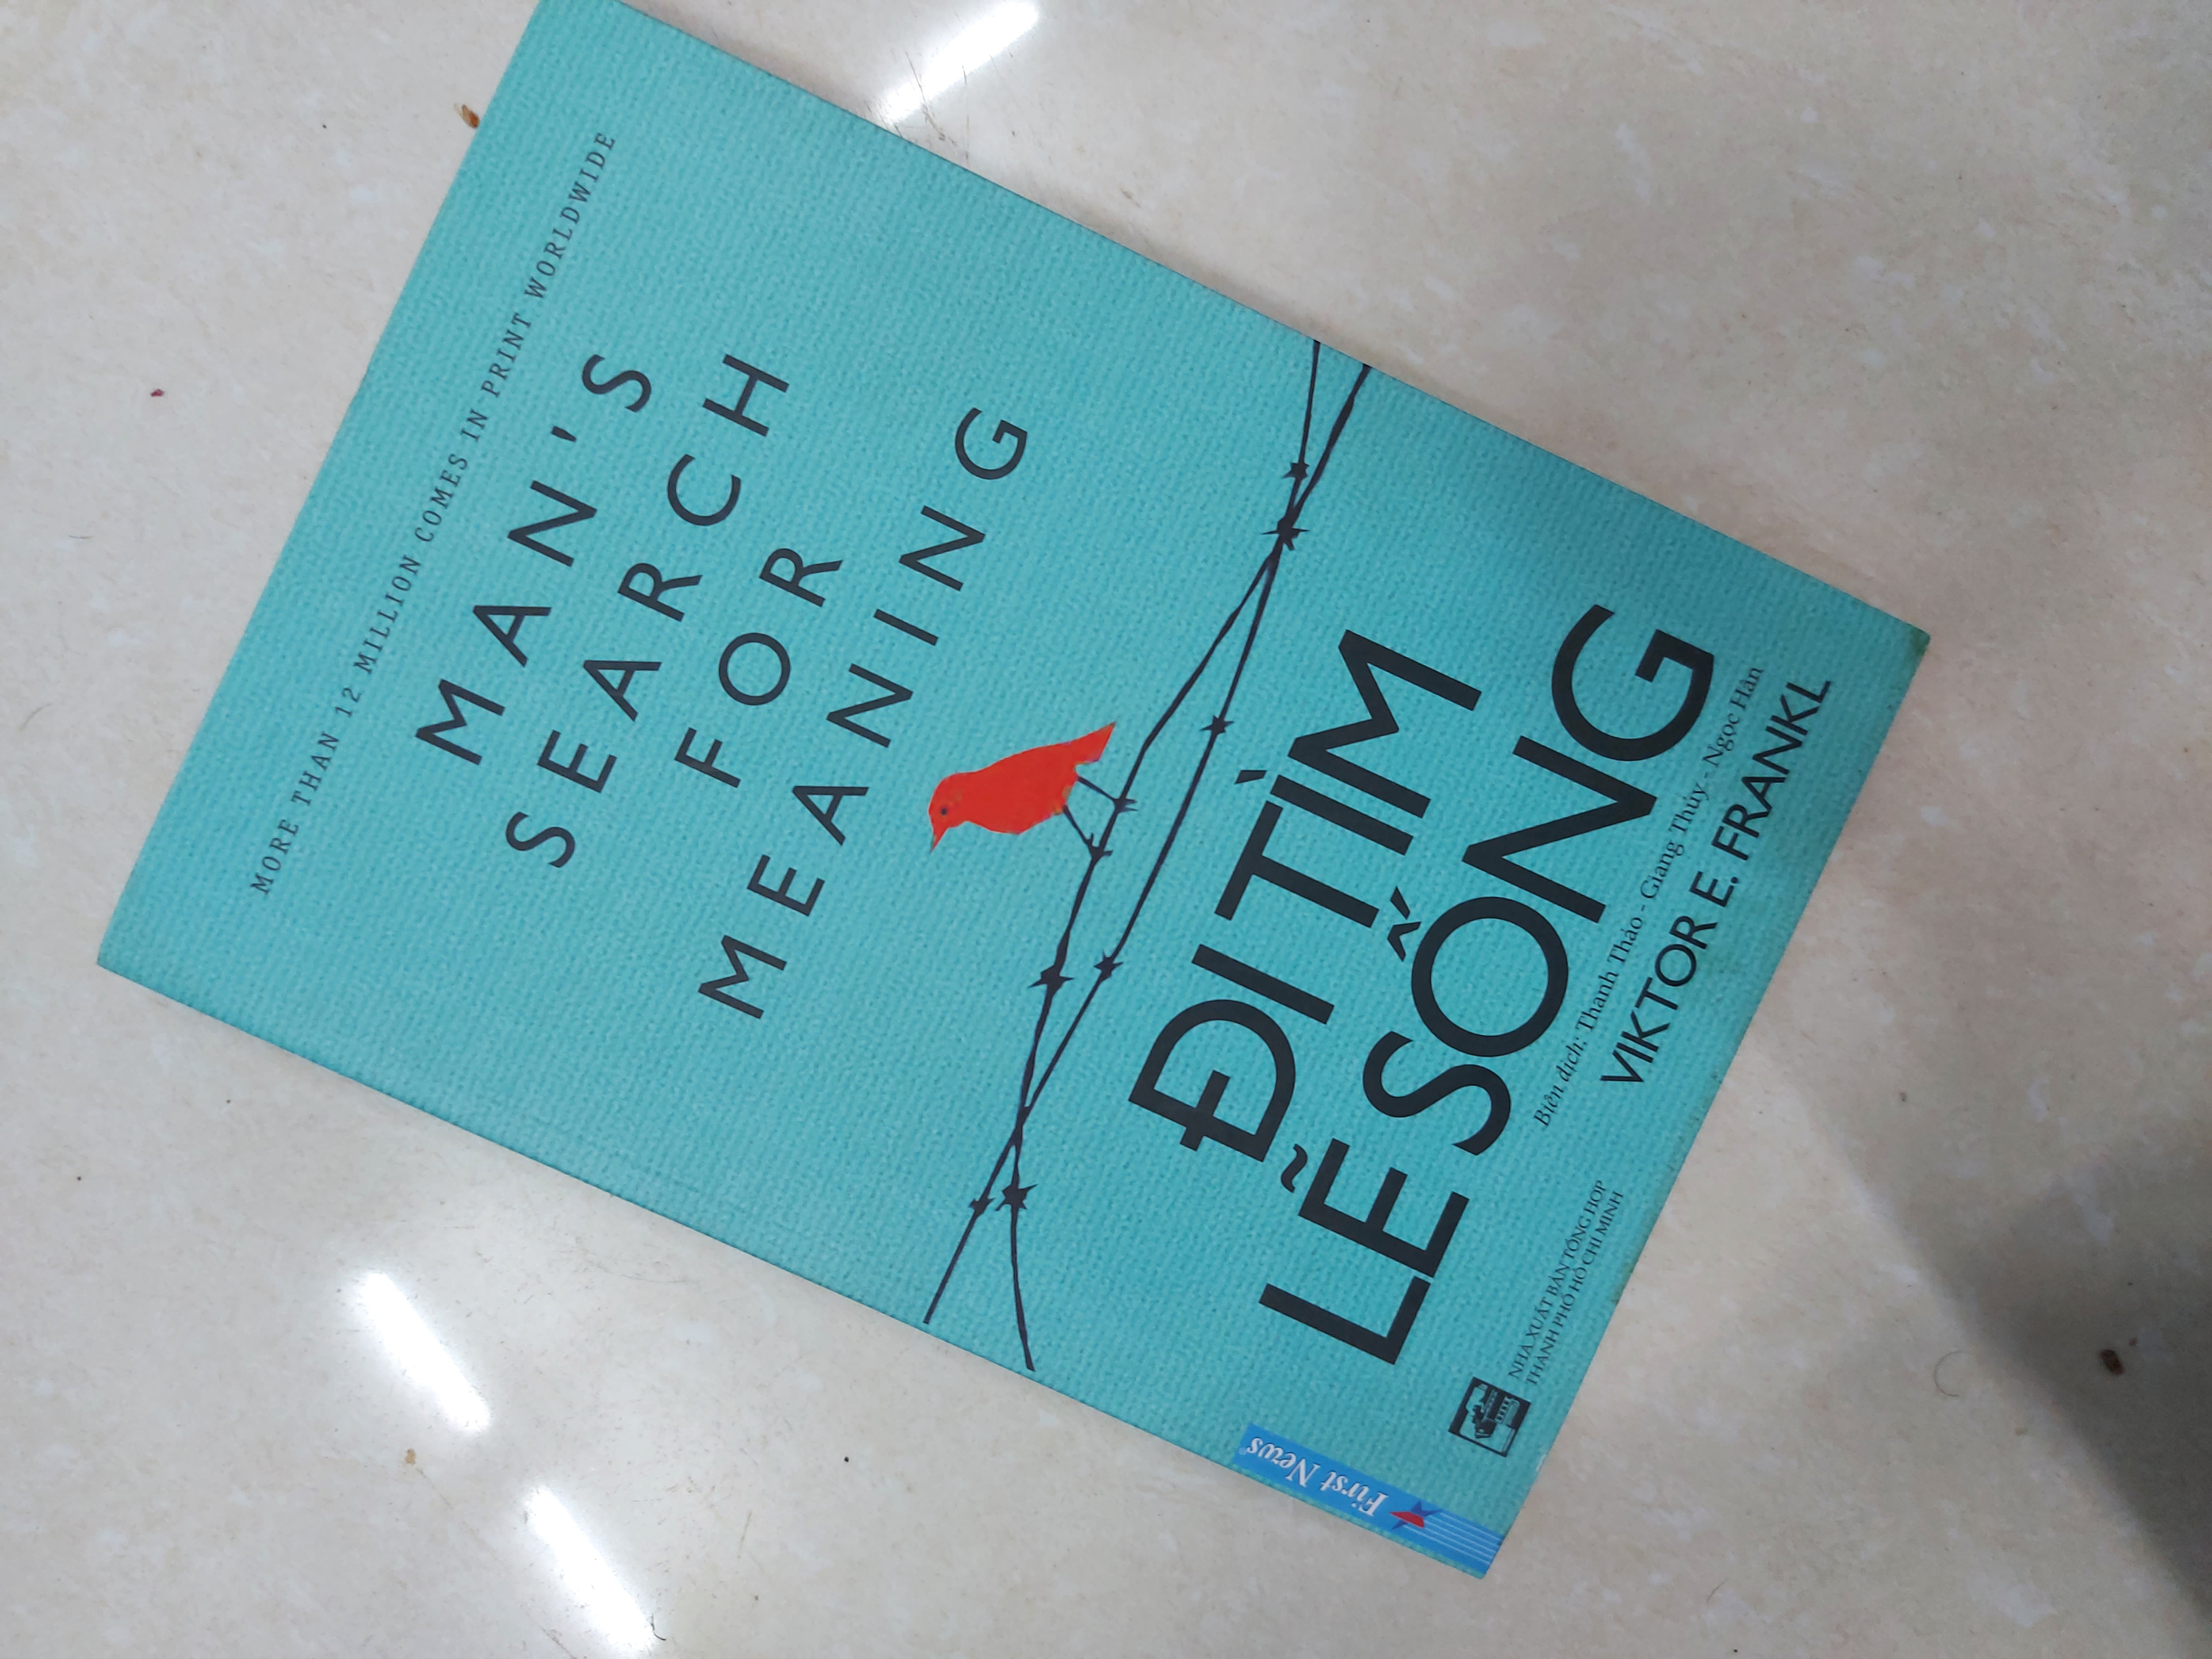 MORE THAN 12 MILLION COMES IN PRINT WORLDWIDE
MAN'S
SEARCH
FOR
MEANING
ĐI TÌM
LẼ SỐNG
Biên dịch: Thanh Thảo - Giang Thủy - Ngọc Hân
VIKTOR E. FRANKL
First News
NHÀ XUẤT BẢN TỔNG HỢP
THÀNH PHỐ HỒ CHÍ MINH